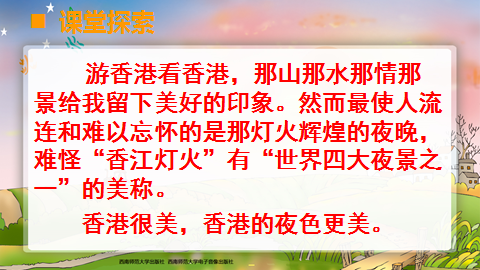 ■ 课堂探索
游香港看香港，那山那水那情那
景给我留下美好的印象。然而最使人流
连和难以忘怀的是那灯火辉煌的夜晚，
难怪“香江灯火”有“世界四大夜景之
一”的美称。
香港很美，香港的夜色更美。
西南师范大学出版社 西南师范大学电子音像出版社